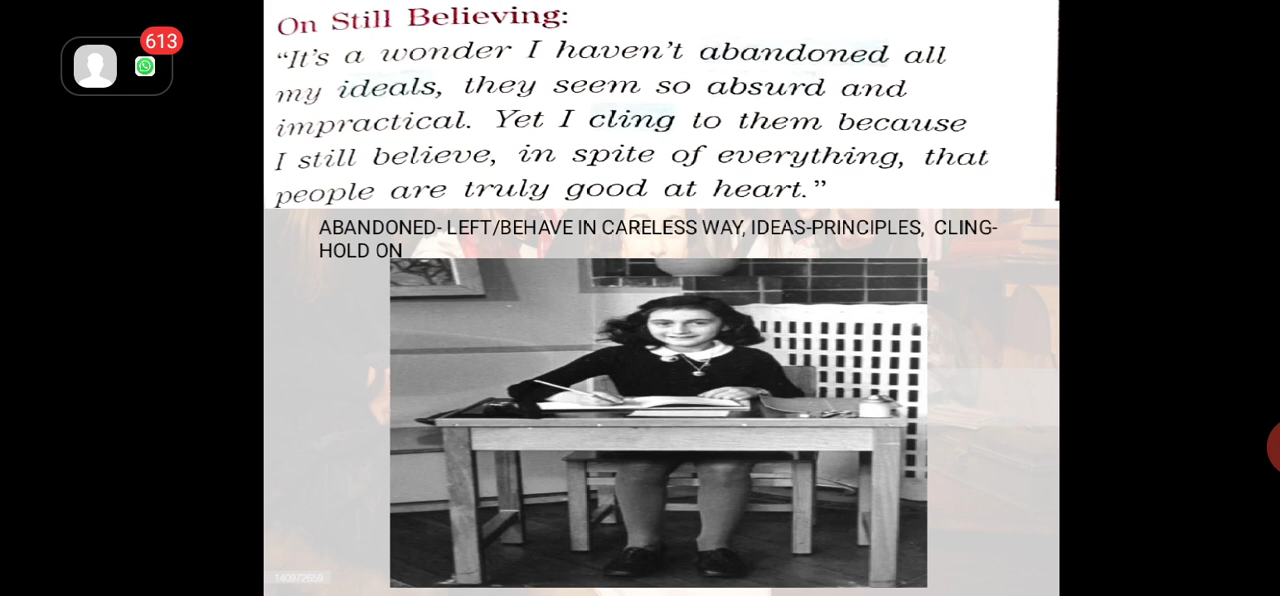 613
On Still Believing:
“It’s a wonder I haven’t abandoned all
my ideals, they seem so absurd and
impractical. Yet I cling to them because
I still believe, in spite of everything, that
people are truly good at heart.”
ABANDONED- LEFT/BEHAVE IN CARELESS WAY, IDEAS-PRINCIPLES, CLING-
HOLD ON
140972659